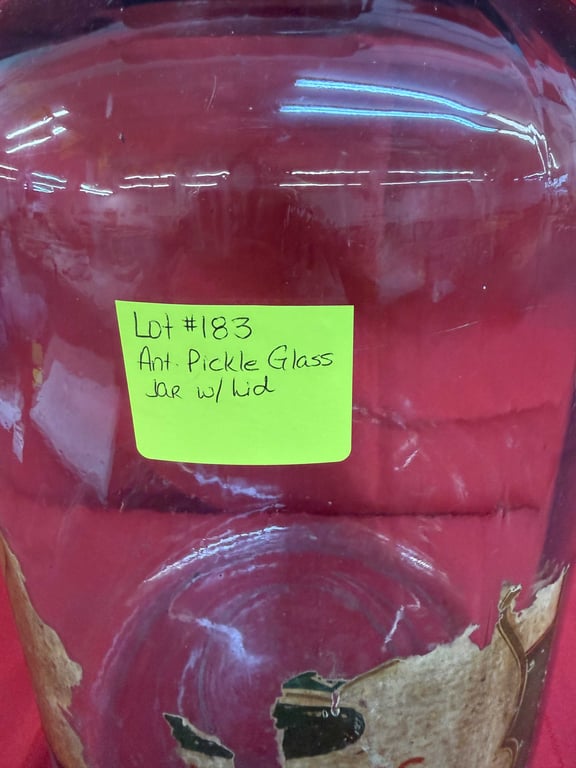 Lot #183
Ant. Pickle Glass
Jar w/ Lid